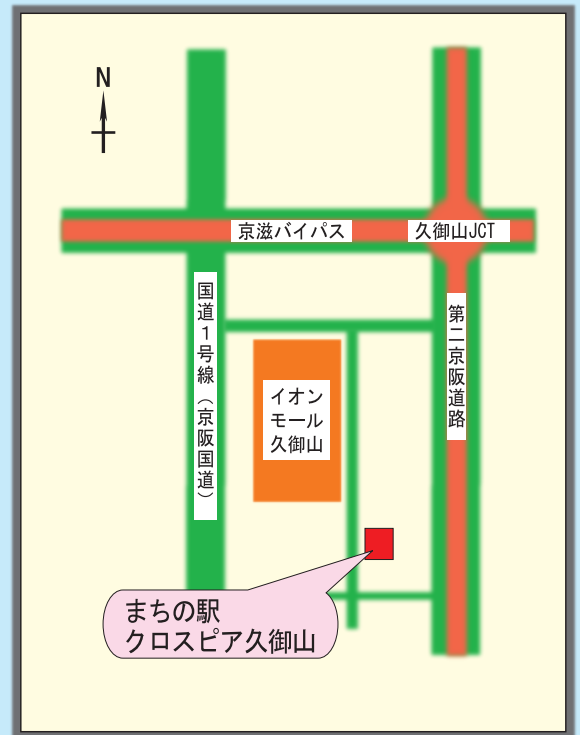 N
京滋バイパス
久御山JCT
国道1号線（京阪国道）
第二京阪道路
イオン
モール
久御山
まちの駅
クロスピア久御山